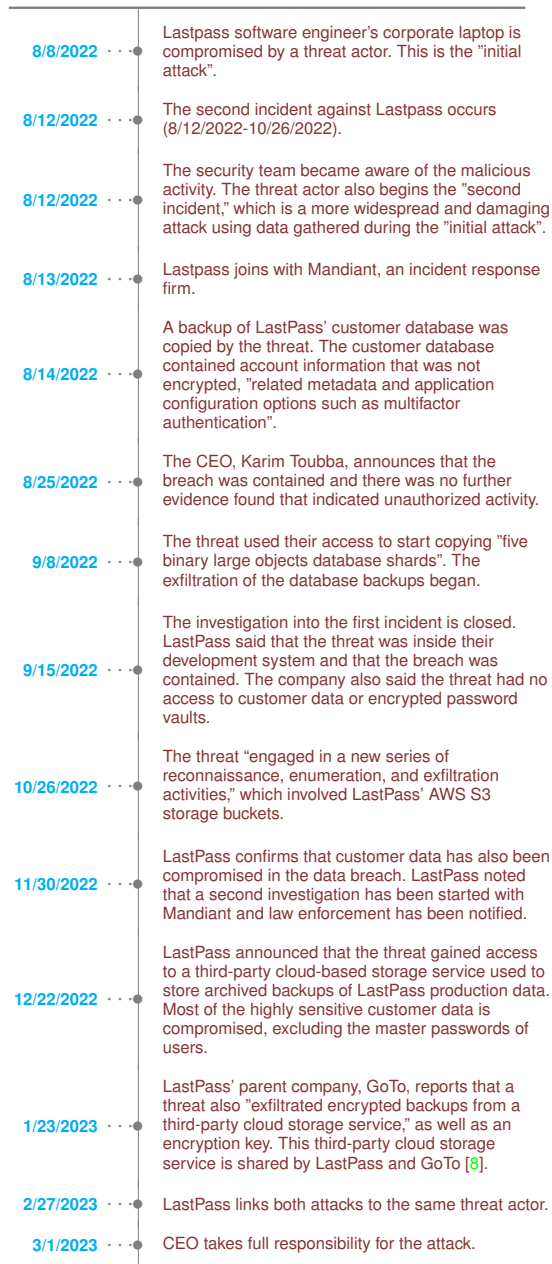 Lastpass software engineer's corporate laptop is
8/8/2022 compromised by a threat actor. This is the ”initial
attack”.
The second incident against Lastpass occurs
8/12/2022 (8/12/2022-10/26/2022).
The security team became aware of the malicious
8/12/2022 activity. The threat actor also begins the ”second
incident,” which is a more widespread and damaging
attack using data gathered during the ”initial attack”.
8/13/2022 Lastpass joins with Mandiant, an incident response
firm.
A backup of LastPass' customer database was
copied by the threat. The customer database
8/14/2022 contained account information that was not
encrypted, ”related metadata and application
configuration options such as multifactor
authentication”.
The CEO, Karim Toubba, announces that the
8/25/2022 breach was contained and there was no further
evidence found that indicated unauthorized activity.
The threat used their access to start copying ”five
9/8/2022 binary large objects database shards”. The
exfiltration of the database backups began.
The investigation into the first incident is closed.
LastPass said that the threat was inside their
9/15/2022 development system and that the breach was
contained. The company also said the threat had no
access to customer data or encrypted password
vaults.
The threat “engaged in a new series of
10/26/2022 reconnaissance, enumeration, and exfiltration
activities,” which involved LastPass' AWS S3
storage buckets.
LastPass confirms that customer data has also been
11/30/2022 compromised in the data breach. LastPass noted
that a second investigation has been started with
Mandiant and law enforcement has been notified.
LastPass announced that the threat gained access
to a third-party cloud-based storage service used to
12/22/2022 store archived backups of LastPass production data.
Most of the highly sensitive customer data is
compromised, excluding the master passwords of
users.
LastPass' parent company, GoTo, reports that a
threat also ”exfiltrated encrypted backups from a
1/23/2023 third-party cloud storage service,” as well as an
encryption key. This third-party cloud storage
service is shared by LastPass and GoTo [8].
2/27/2023 LastPass links both attacks to the same threat actor.
3/1/2023 CEO takes full responsibility for the attack.